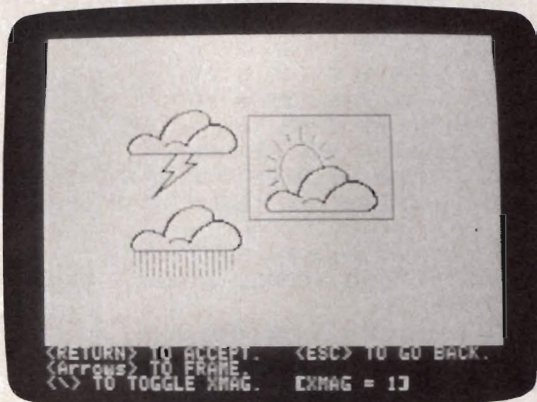 <RETURN> TO ACCEPT. <ESC> TO GO BACK.
<Arrows> TO FRAME.
<\> TO TOGGLE XMAG. [XMAG = 1]